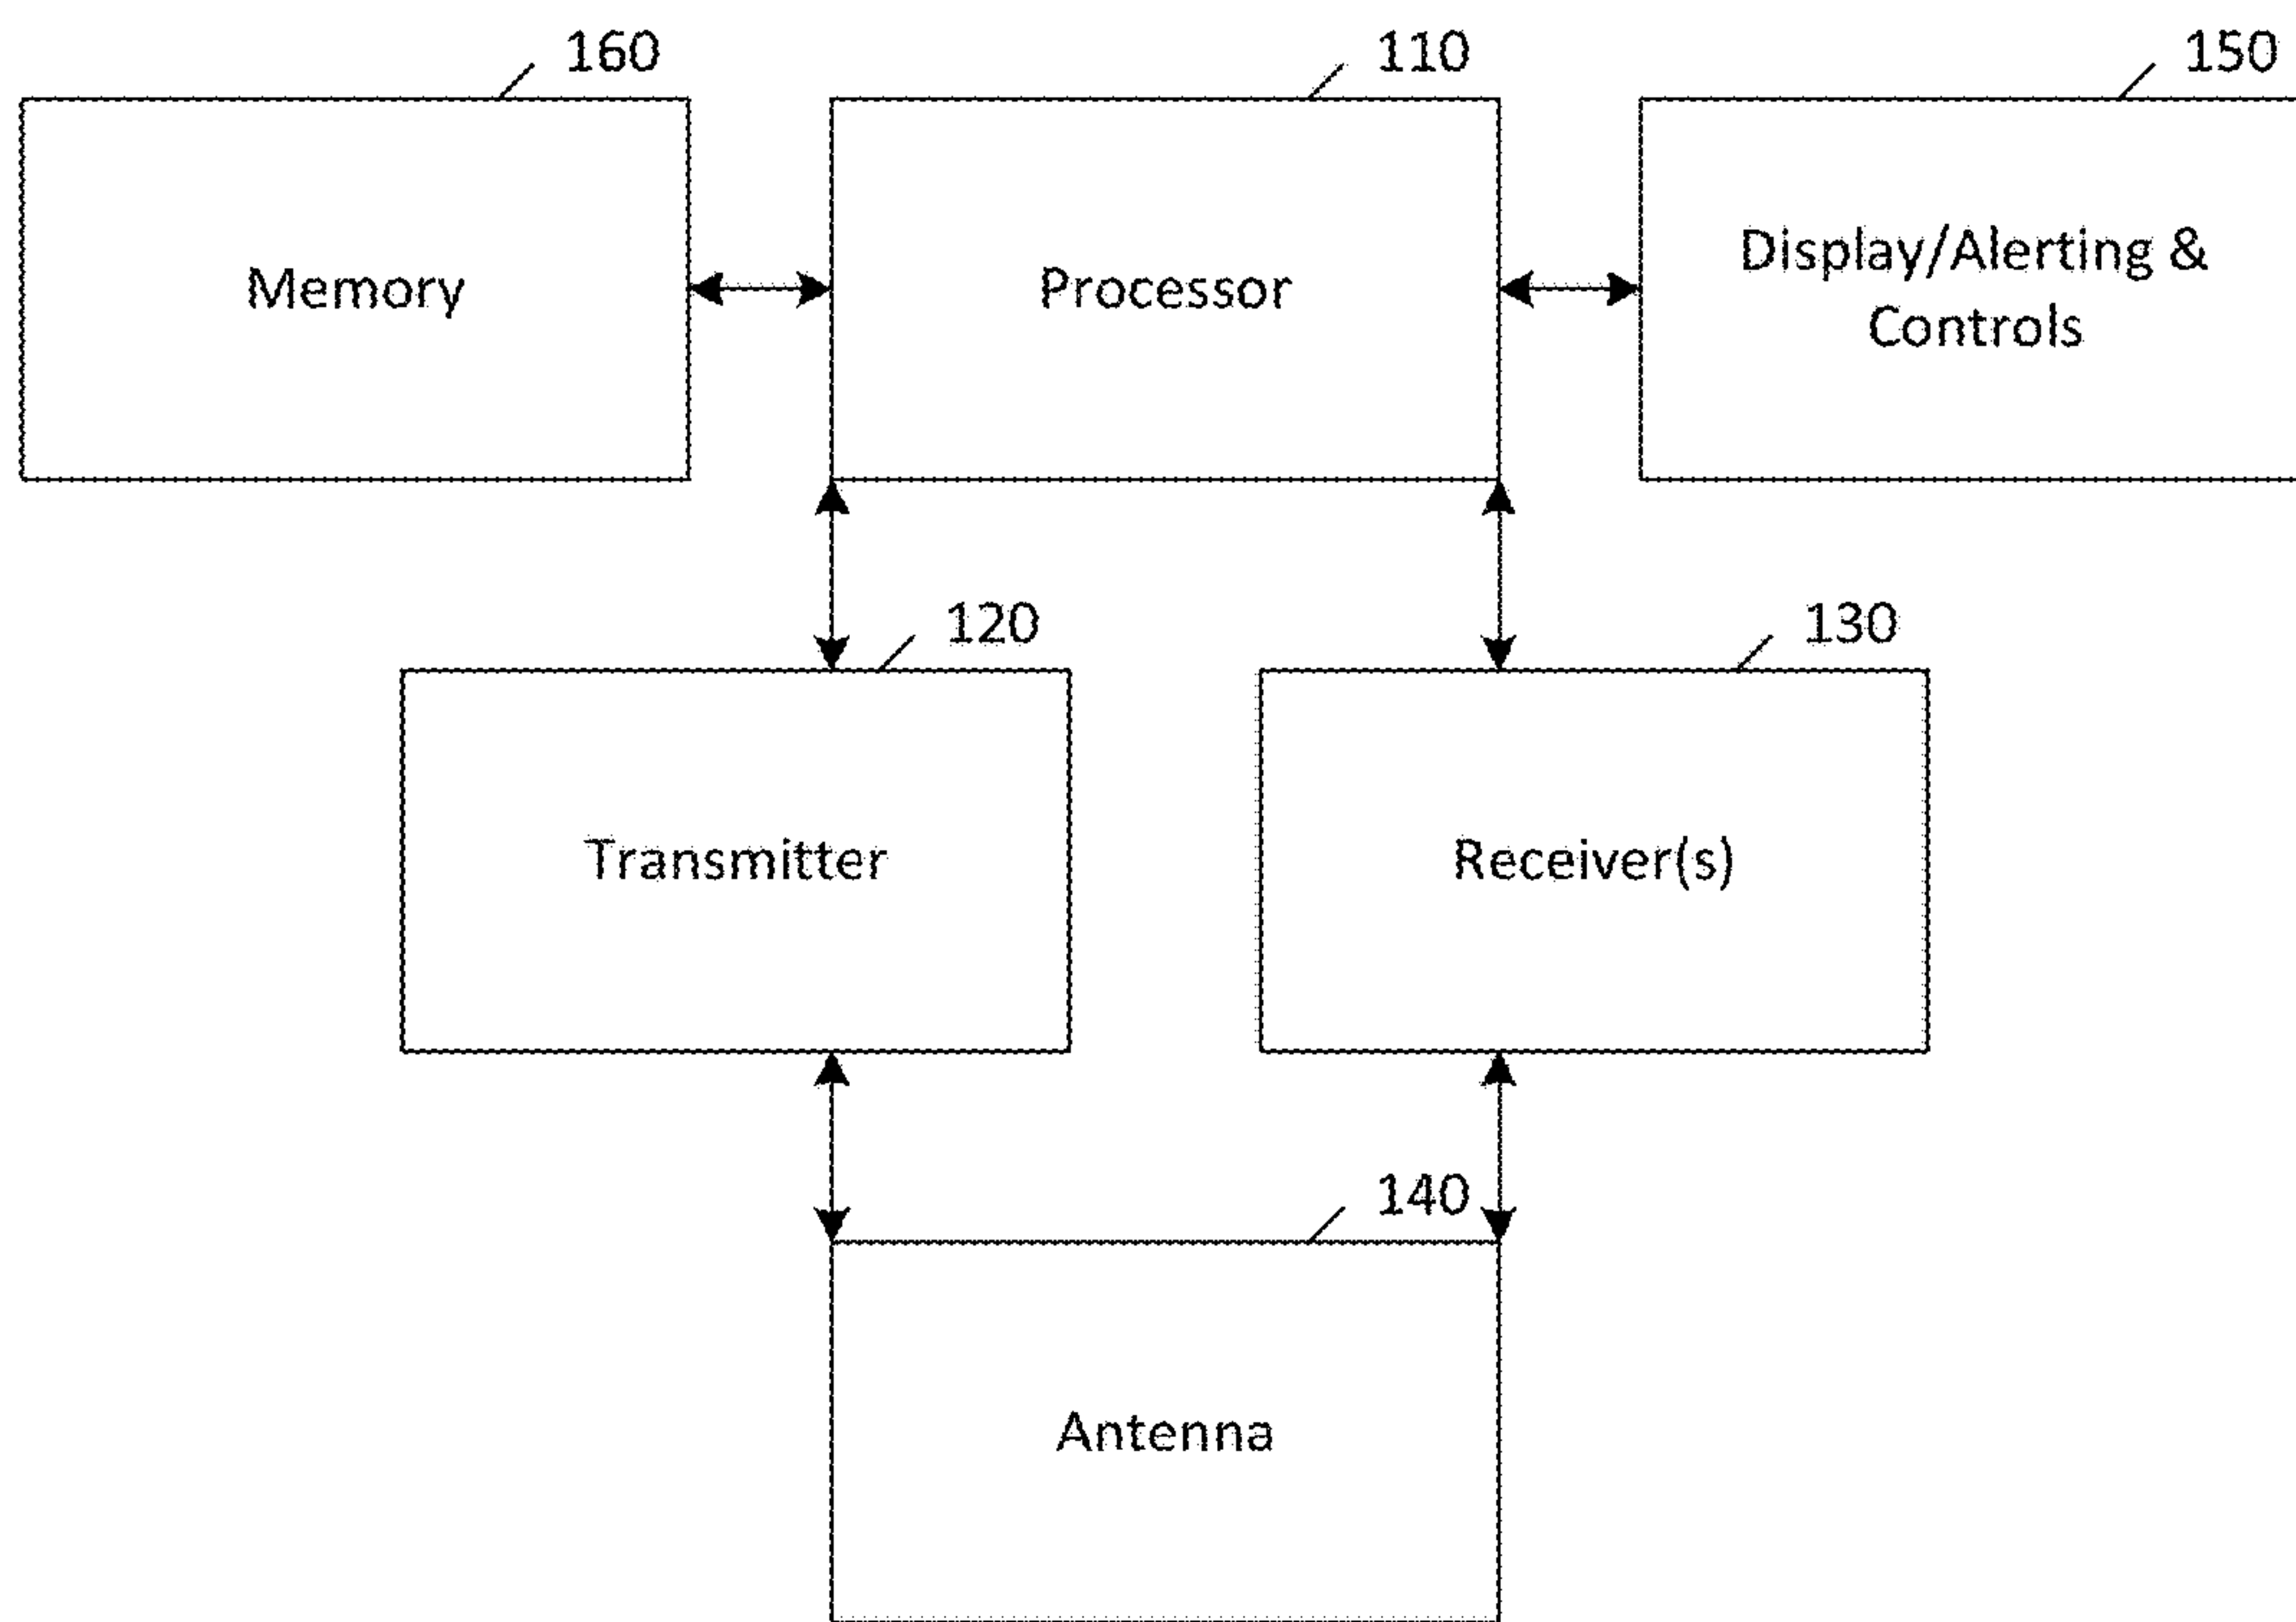 160
110
150
Memory
Processor
Display/Alerting &
Controls
120
130
Transmitter
Receiver(s)
140
Antenna